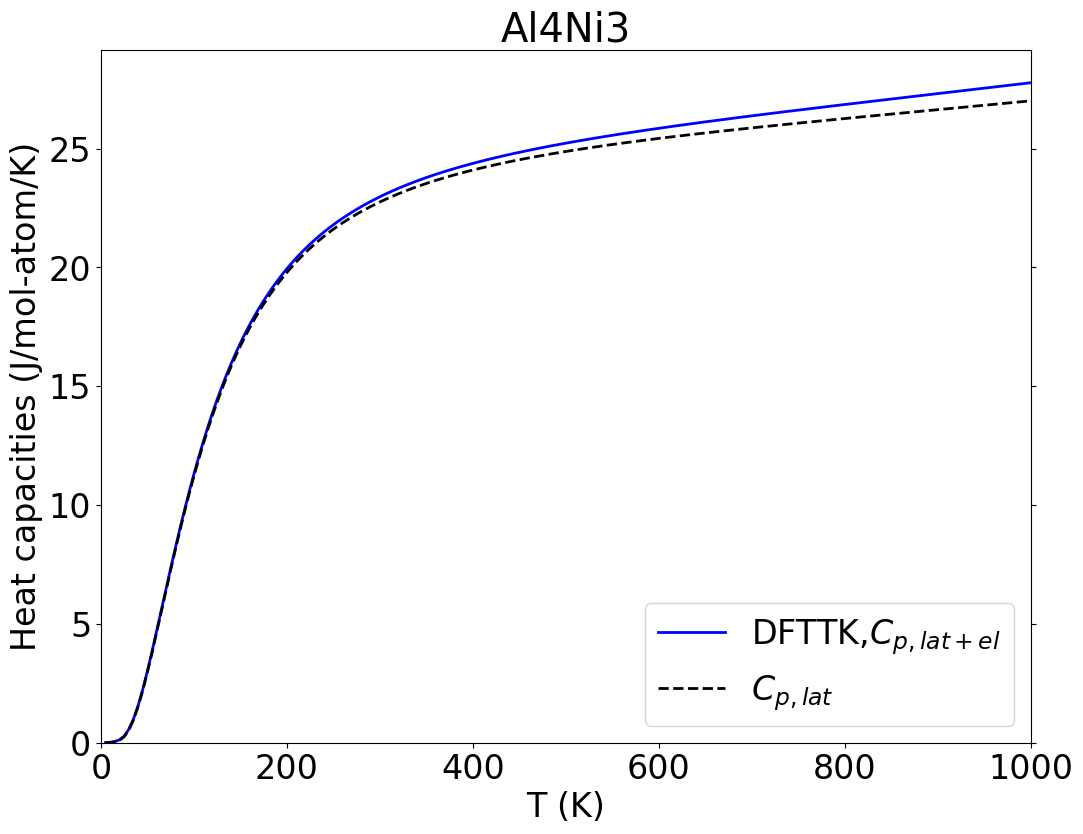 Al4Ni3
Heat capacities (J/mol-atom/K)
25
20
15
10
5
0
0 200 400 600 800 1000
T (K)
DFTTK,C_{p, lat + el}
C_{p, lat}